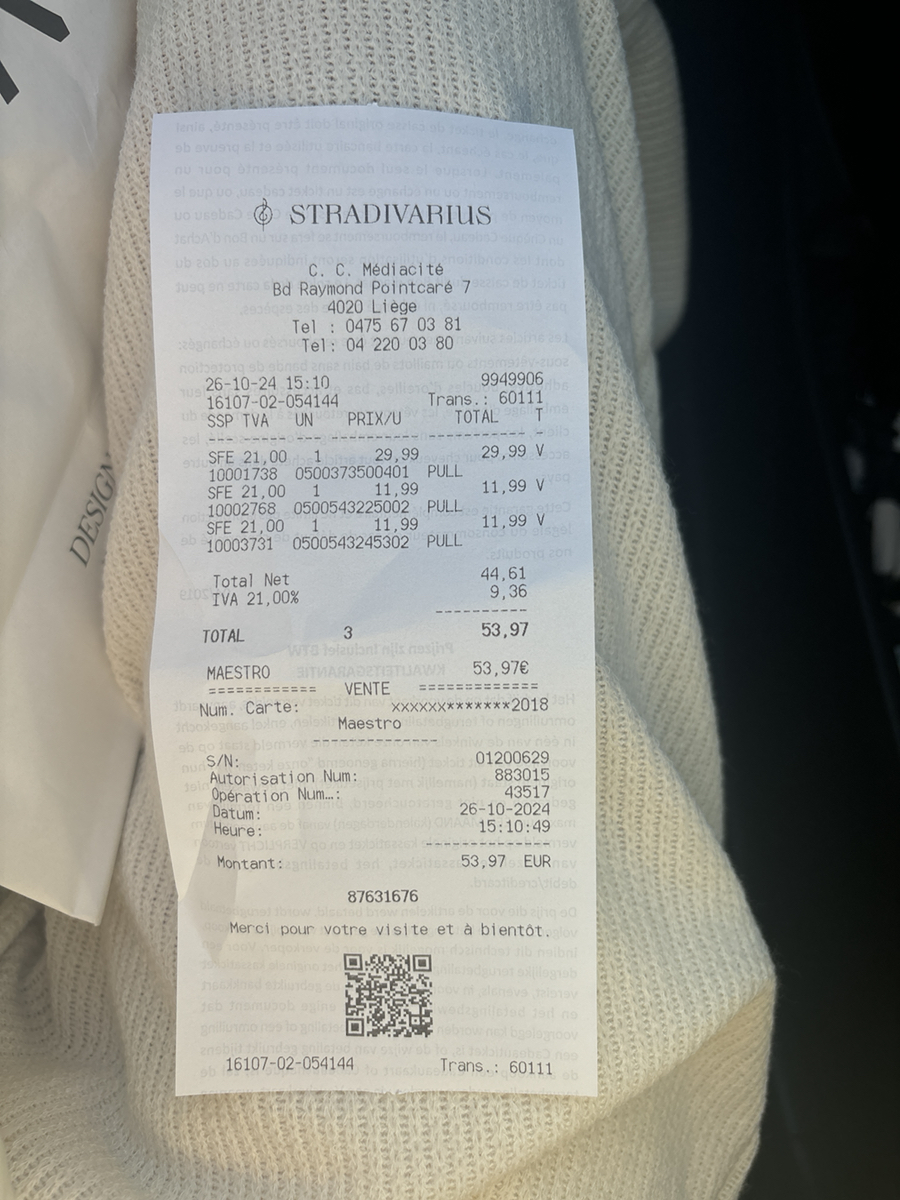 DESIGN
STRADIVARIUS
C. C. Médiacité
Bd Raymond Pointcaré 7
4020 Liège
Tel : 0475 67 03 81
Tel: 04 220 03 80
26-10-24 15:10 9949906
16107-02-054144 Trans.: 60111
SSP TVA UN PRIX/U TOTAL T
------- --- ---------------------- -
SFE 21,00 1 29,99 29,99 V
10001738 0500373500401 PULL
SFE 21,00 1 11,99 11,99 V
10002768 0500543225002 PULL
SFE 21,00 1 11,99 11,99 V
10003731 0500543245302 PULL
Total Net 44,61
IVA 21,00% 9,36
----------
TOTAL 3 53,97
MAESTRO 53,97€
============ VENTE =============
Num. Carte: xxxxxx*******2018
Maestro
--------------
S/N: 01200629
Autorisation Num: 883015
Opération Num…: 43517
Datum: 26-10-2024
Heure: 15:10:49
--------------
Montant: 53,97 EUR
87631676
Merci pour votre visite et à bientôt.
16107-02-054144 Trans.: 60111